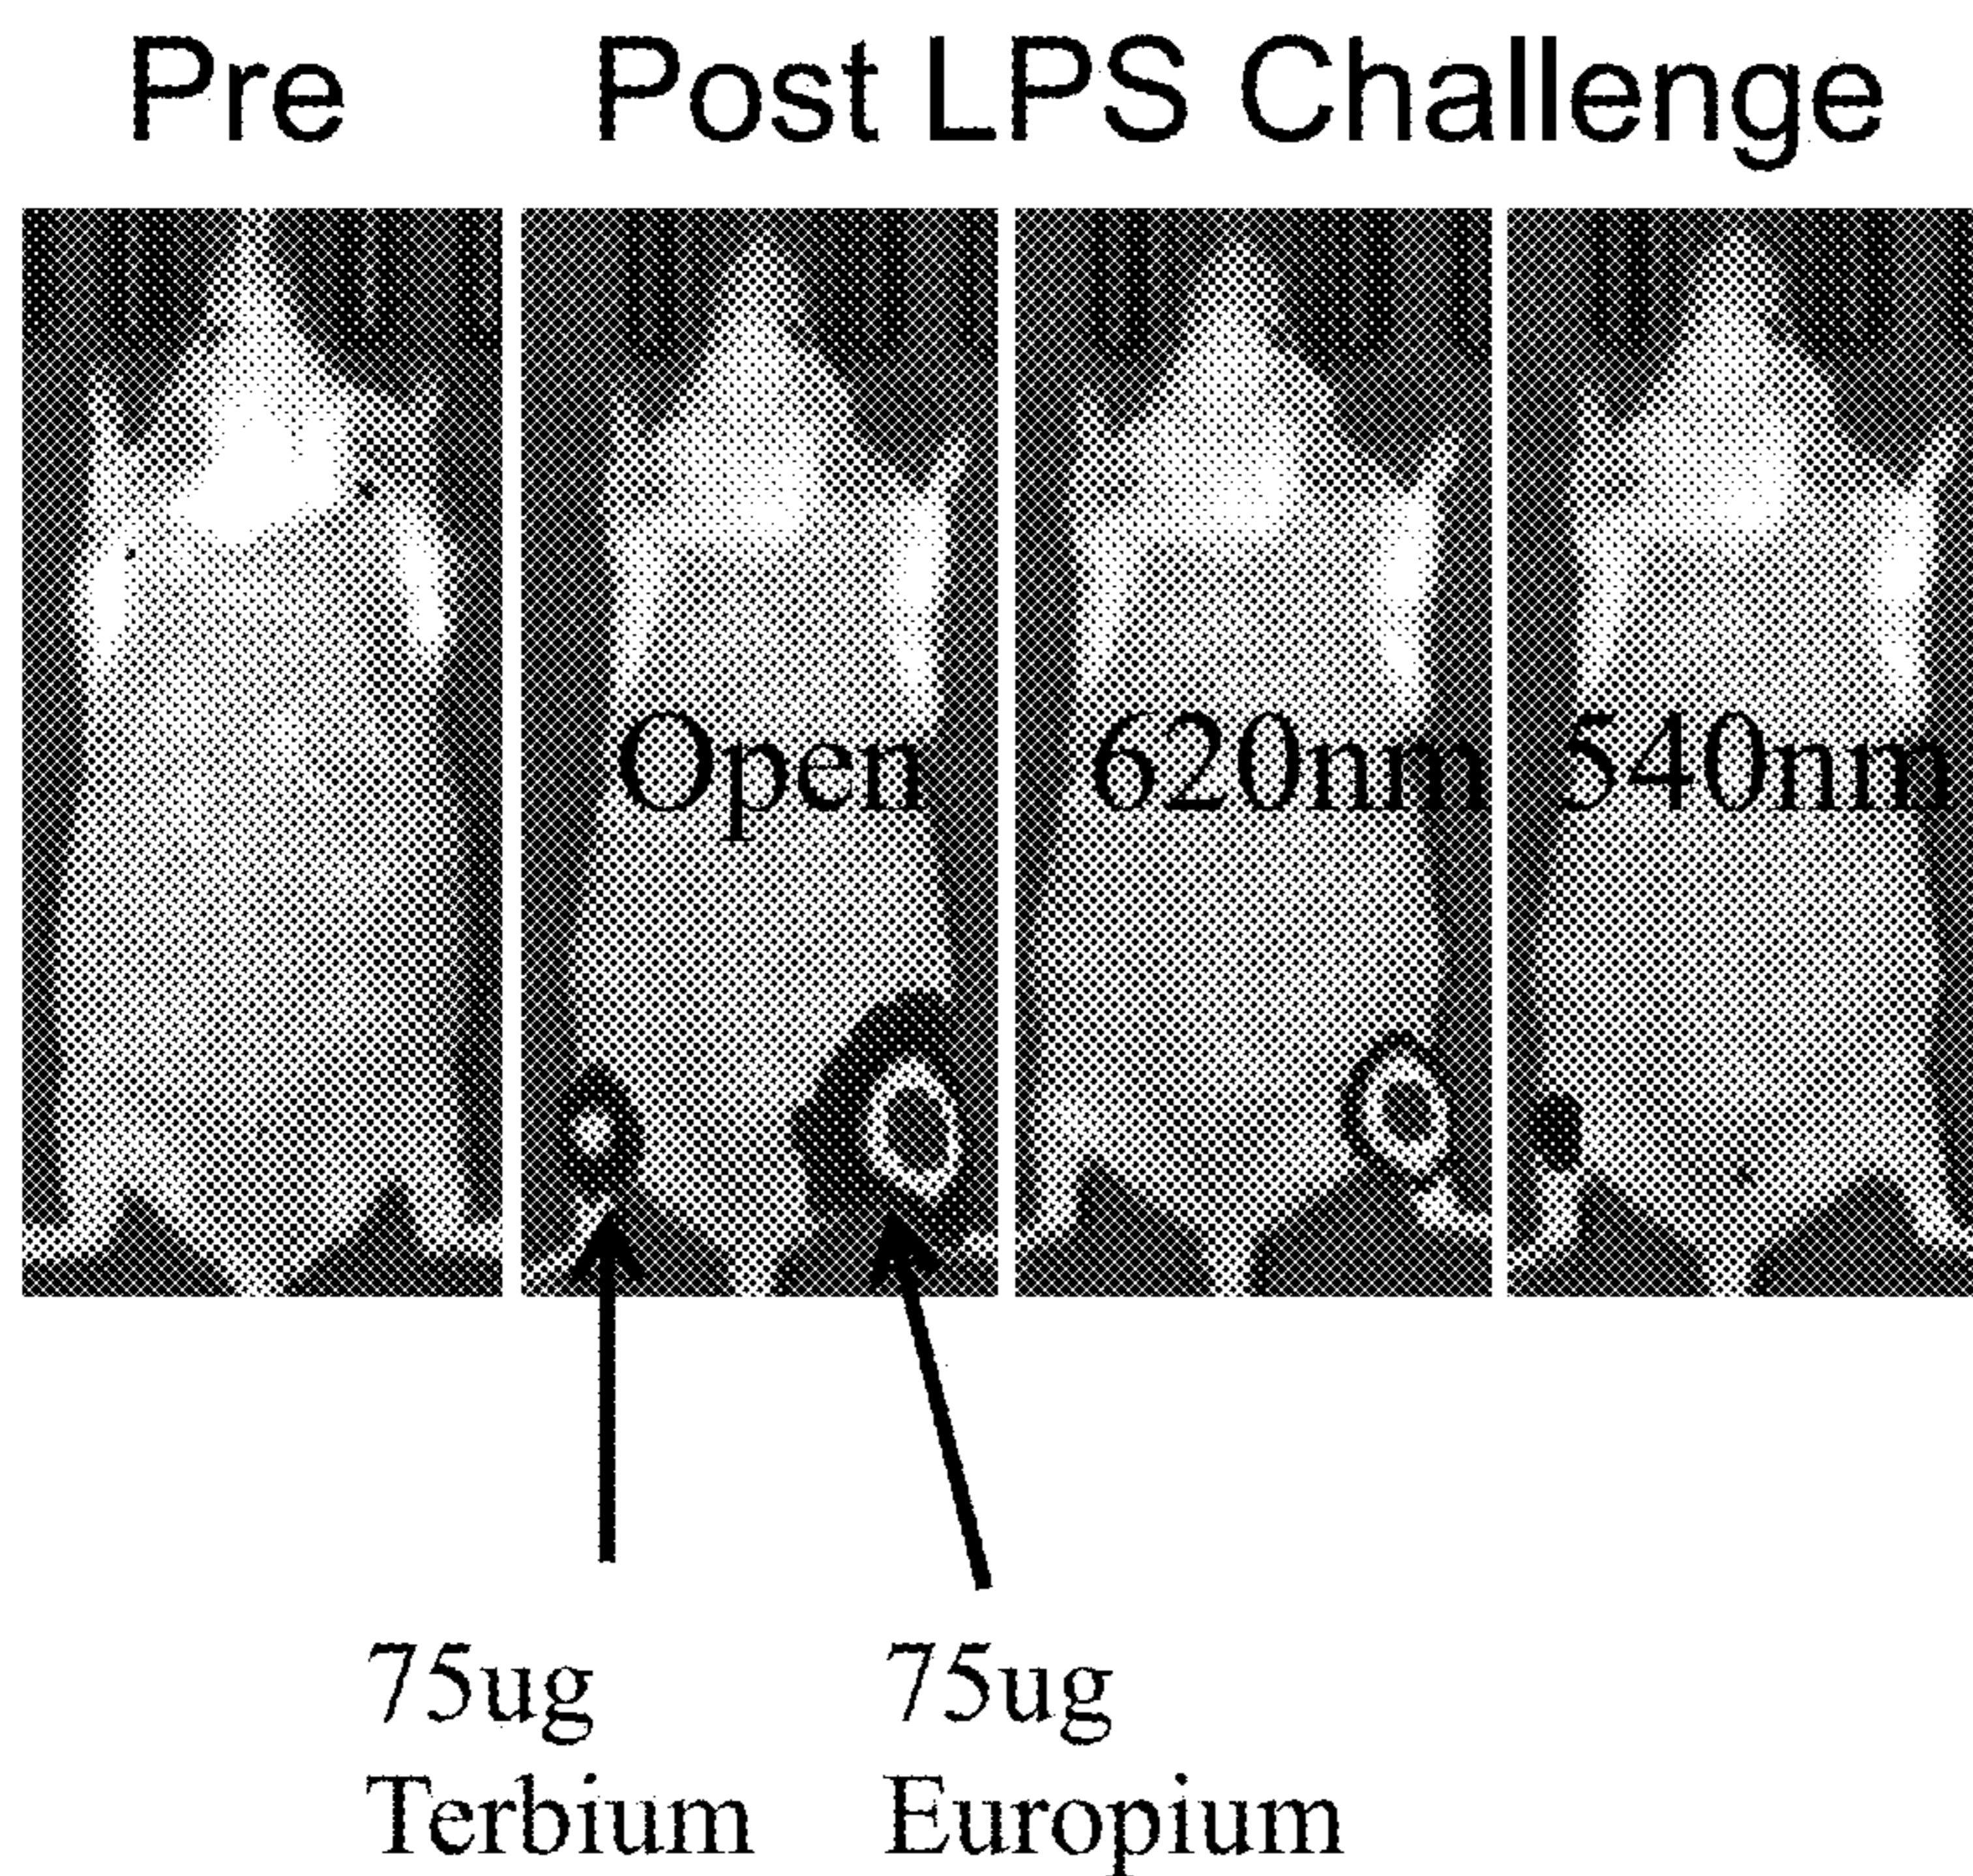 Pre
Post LPS Challenge
Open
620nm
540nm
75ug
Terbium
75ug
Europium